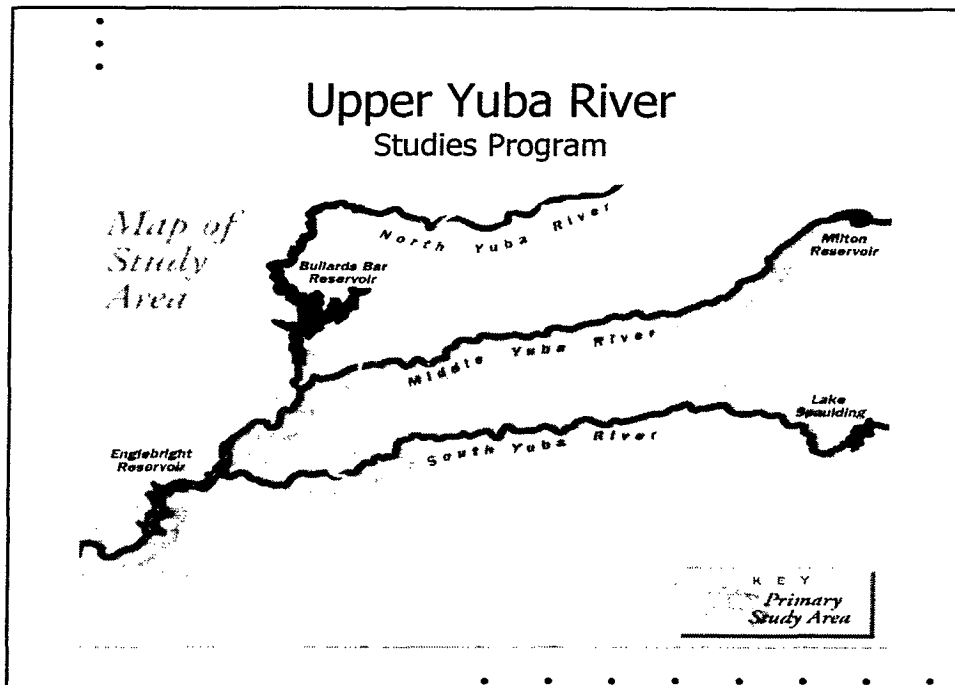 Upper Yuba River
Studies Program
Map of
Study
Area
North Yuba River
Bullards Bar
Reservoir
Milton
Reservoir
Middle Yuba River
Lake
Spaulding
South Yuba River
Englebright
Reservoir
KEY
Primary
Study Area